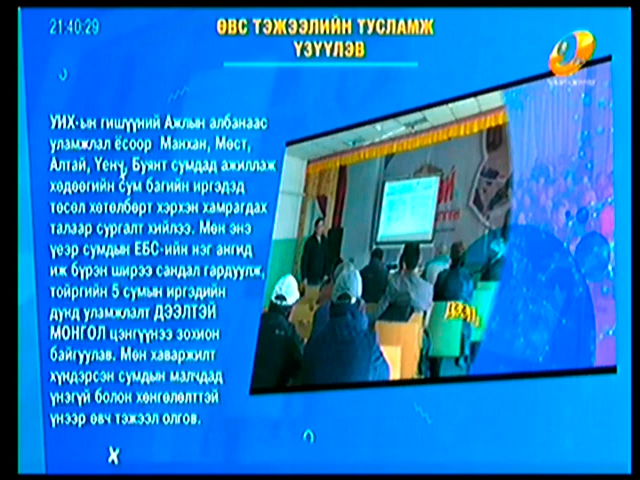 21:40:29
ӨВС ТЭЖЭЭЛИЙН ТУСЛАМЖ
ҮЗҮҮЛЭВ
УИХ-ын гишүүний Ажлын албанаас
уламжлал ёсоор Манхан, Мөст,
Алтай, Үенч, Буянт сумдад ажиллаж
хөдөөгийн сум багийн иргэдэд
төсөл хөтөлбөрт хэрхэн хамрагдах
талаар сургалт хийлээ. Мөн энэ
үеэр сумдын ЕБС-ийн нэг ангид
иж бүрэн ширээ сандал гардуулж,
тойргийн 5 сумын иргэдийн
дунд уламжлалт ДЭЭЛТЭЙ
МОНГОЛ цэнгүүнээ зохион
байгуулав. Мөн хаваржилт
хүндэрсэн сумдын малчдад
үнэгүй болон хөнгөлөлттэй
үнээр өвч тэжээл олгов.